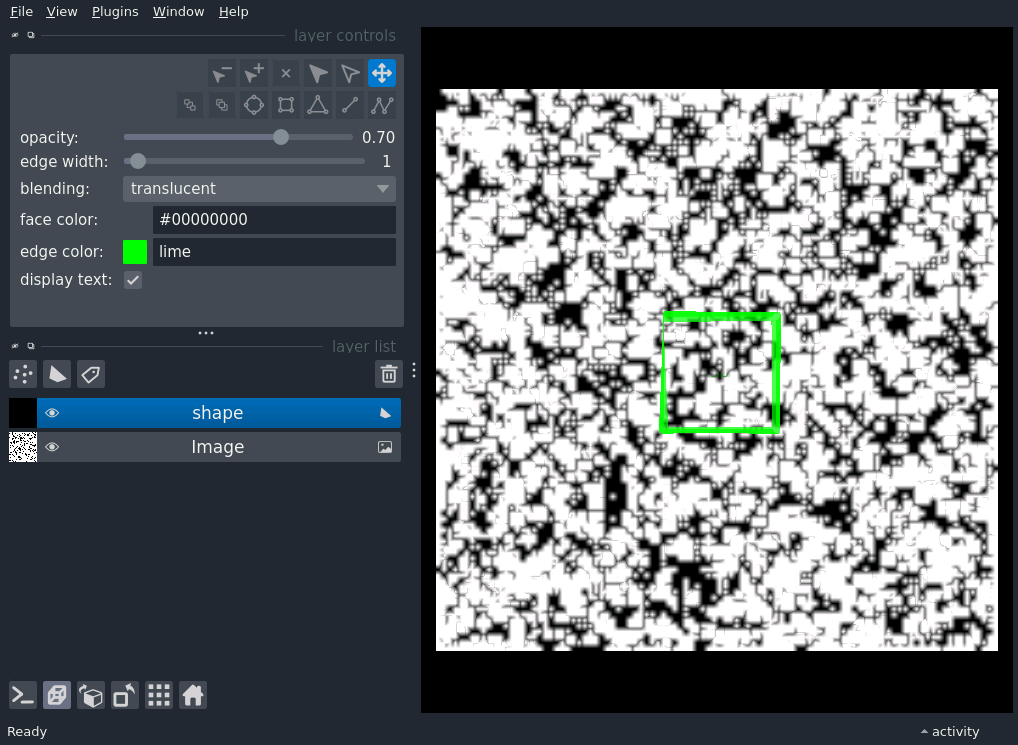 File View Plugins Window Help
layer controls
opacity: 0.70
edge width: 1
blending: translucent
face color: #00000000
edge color: lime
display text:
layer list
shape
Image
Ready
activity